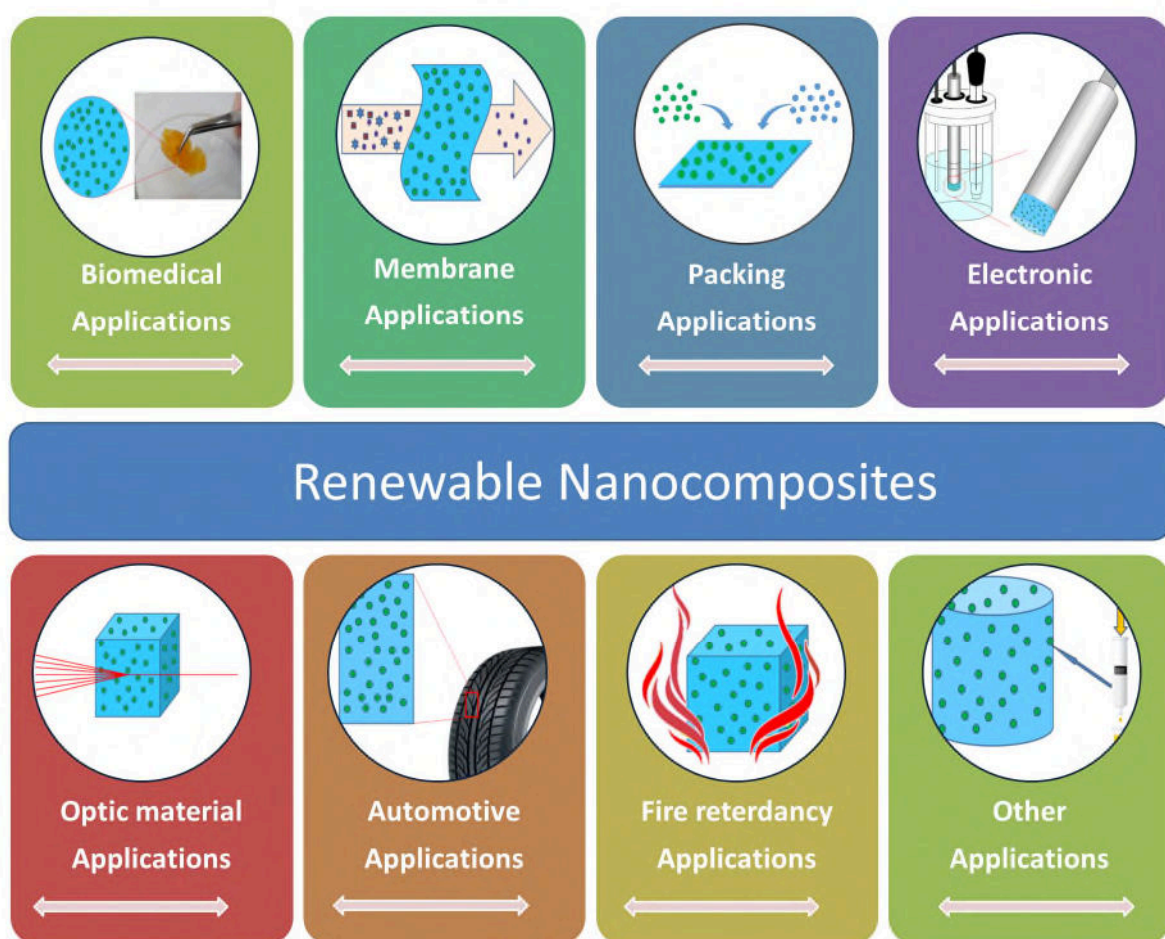 Biomedical
Applications
Membrane
Applications
Packing
Applications
Electronic
Applications
Renewable Nanocomposites
Optic material
Applications
Automotive
Applications
Fire reterdancy
Applications
Other
Applications